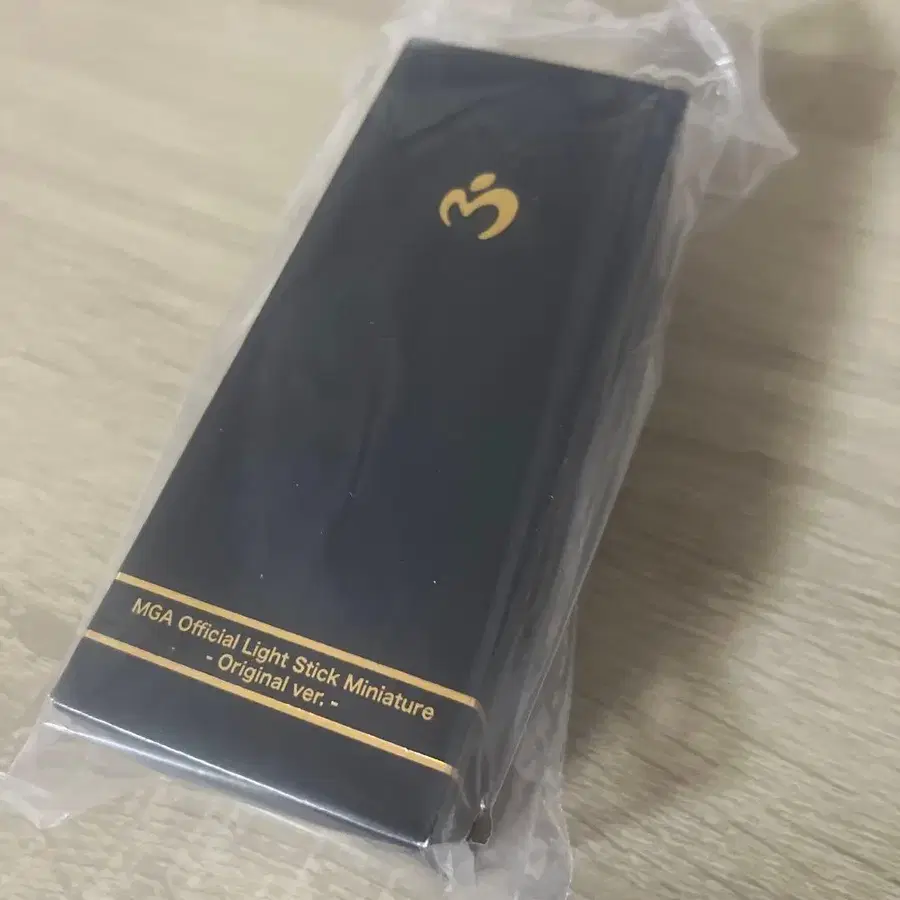 MGA Official Light Stick Miniature
- Original ver. -